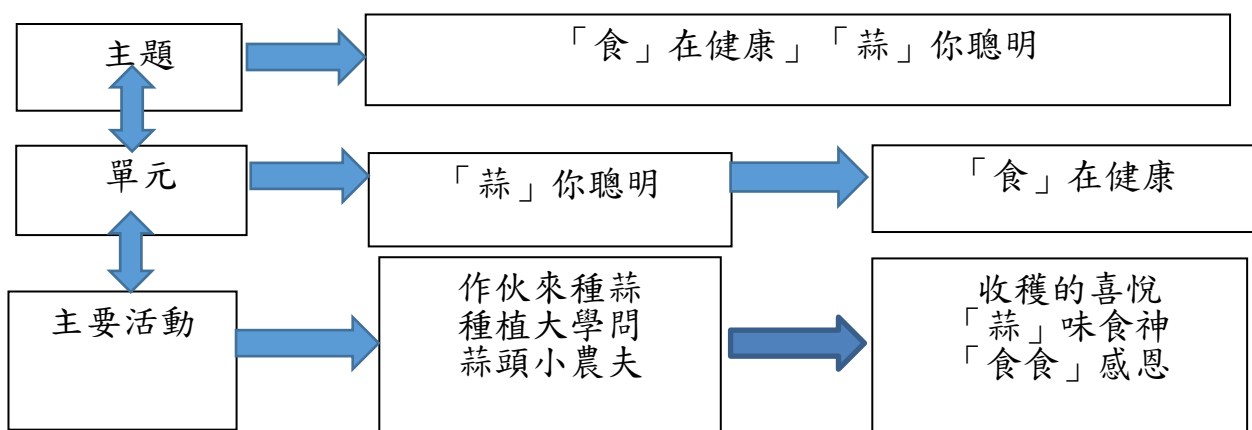 主題
「食」在健康」「蒜」你聰明
單元
「蒜」你聰明
「食」在健康
主要活動
作伙來種蒜
種植大學問
蒜頭小農夫
收穫的喜悅
「蒜」味食神
「食食」感恩